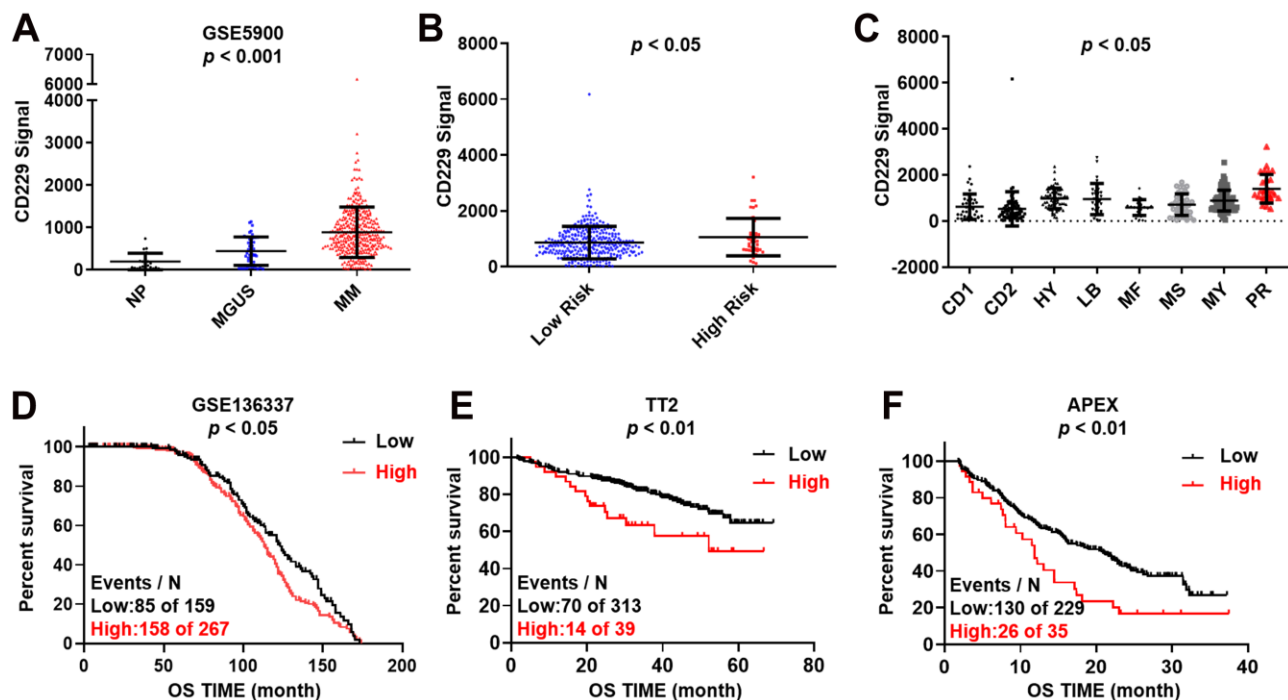 A
GSE5900
p < 0.001
CD229 Signal
7000
6000
4000
3000
2000
1000
0
NP
MGUS
MM
B
p < 0.05
CD229 Signal
8000
6000
4000
2000
0
Low Risk
High Risk
C
p < 0.05
CD229 Signal
8000
6000
4000
2000
0
-2000
CD1
CD2
HY
LB
MF
MS
MY
PR
D
GSE136337
p < 0.05
Low
High
Percent survival
100
80
60
40
20
0
Events / N
Low:85 of 159
High:158 of 267
0 50 100 150 200
OS TIME (month)
E
TT2
p < 0.01
Low
High
Percent survival
100
80
60
40
20
0
Events / N
Low:70 of 313
High:14 of 39
0 20 40 60 80
OS TIME (month)
F
APEX
p < 0.01
Low
High
Percent survival
100
80
60
40
20
0
Events / N
Low:130 of 229
High:26 of 35
0 10 20 30 40
OS TIME (month)